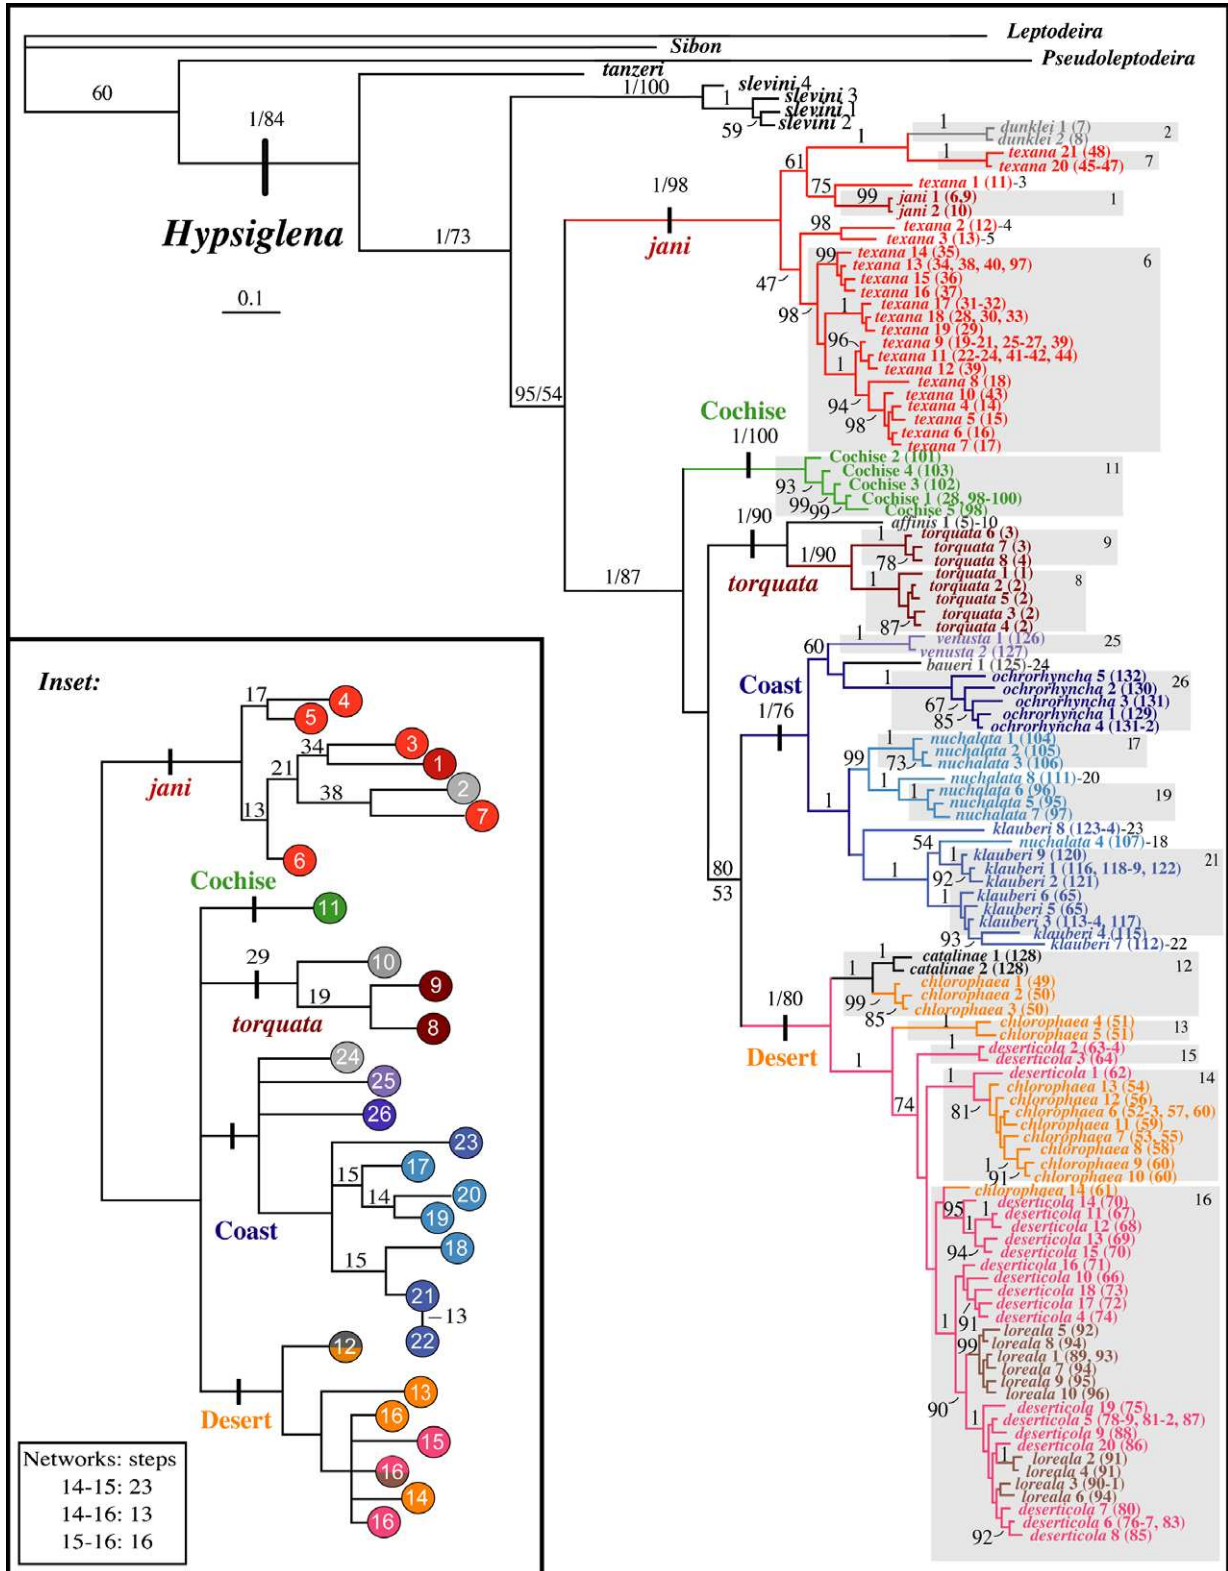 Leptodeira
Sibon
Pseudoleptodeira
tanzeri
60
1/84
1/100
slevini 4
1
slevini 3
slevini 1
59
slevini 2
Hypsiglena
0.1
1/73
95/54
1/98
jani
61
1
1
dunklei 1 (7)
dunklei 2 (8)
2
1
texana 21 (48)
texana 20 (45-47)
7
75
texana 1 (11)-3
99
jani 1 (6,9)
jani 2 (10)
1
98
texana 2 (12)-4
texana 3 (13)-5
47
98
99
texana 14 (35)
6
texana 13 (34, 38, 40, 97)
texana 15 (36)
texana 16 (37)
1
texana 17 (31-32)
texana 18 (28, 30, 33)
texana 19 (29)
96
texana 9 (19-21, 25-27, 39)
texana 11 (22-24, 41-42, 44)
1
texana 12 (39)
texana 8 (18)
94
texana 10 (43)
texana 4 (14)
98
texana 5 (15)
texana 6 (16)
texana 7 (17)
Cochise
1/100
Cochise 2 (101)
11
Cochise 4 (103)
93
Cochise 3 (102)
99
Cochise 1 (28, 98-100)
99
Cochise 5 (98)
1/87
1/90
torquata
affinis 1 (5)-10
1/90
1
torquata 6 (3)
9
torquata 7 (3)
78
torquata 8 (4)
1
torquata 1 (1)
8
torquata 2 (2)
torquata 5 (2)
torquata 3 (2)
87
torquata 4 (2)
80
53
Coast
1/76
60
1
venusta 1 (126)
25
venusta 2 (127)
baueri 1 (125)-24
1
ochrorhyncha 5 (132)
26
ochrorhyncha 2 (130)
67
ochrorhyncha 3 (131)
85
ochrorhyncha 1 (129)
ochrorhyncha 4 (131-2)
1
99
1
nuchalata 1 (104)
17
nuchalata 2 (105)
73
nuchalata 3 (106)
1
nuchalata 8 (111)-20
1
nuchalata 6 (96)
19
nuchalata 5 (95)
nuchalata 7 (97)
klauberi 8 (123-4)-23
54
nuchalata 4 (107)-18
1
1
klauberi 9 (120)
21
klauberi 1 (116, 118-9, 122)
92
klauberi 2 (121)
1
klauberi 6 (65)
klauberi 5 (65)
klauberi 3 (113-4, 117)
93
klauberi 4 (115)
klauberi 7 (112)-22
1/80
Desert
1
1
catalinae 1 (128)
12
catalinae 2 (128)
99
chlorophaea 1 (49)
chlorophaea 2 (50)
85
chlorophaea 3 (50)
1
1
chlorophaea 4 (51)
13
chlorophaea 5 (51)
74
1
deserticola 2 (63-4)
15
deserticola 3 (64)
1
deserticola 1 (62)
14
81
chlorophaea 13 (54)
chlorophaea 12 (56)
chlorophaea 6 (52-3, 57, 60)
chlorophaea 11 (59)
chlorophaea 7 (53, 55)
chlorophaea 8 (58)
1
chlorophaea 9 (60)
91
chlorophaea 10 (60)
chlorophaea 14 (61)
16
95
deserticola 14 (70)
1
1
deserticola 11 (67)
deserticola 12 (68)
deserticola 13 (69)
94
deserticola 15 (70)
deserticola 16 (71)
deserticola 10 (66)
deserticola 18 (73)
deserticola 17 (72)
1
91
deserticola 4 (74)
99
loreala 5 (92)
loreala 8 (94)
loreala 1 (89, 93)
loreala 7 (94)
loreala 9 (95)
loreala 10 (96)
90
1
deserticola 19 (75)
deserticola 5 (78-9, 81-2, 87)
deserticola 9 (88)
deserticola 20 (86)
1
loreala 2 (91)
loreala 4 (91)
loreala 3 (90-1)
loreala 6 (94)
deserticola 7 (80)
deserticola 6 (76-7, 83)
92
deserticola 8 (85)
Inset:
17
4
5
jani
34
3
1
21
38
2
7
13
6
Cochise
11
29
10
19
9
torquata
8
24
25
26
Coast
23
15
17
14
20
19
15
18
21
–13
22
12
Desert
13
16
15
16
14
16
Networks: steps
14-15: 23
14-16: 13
15-16: 16